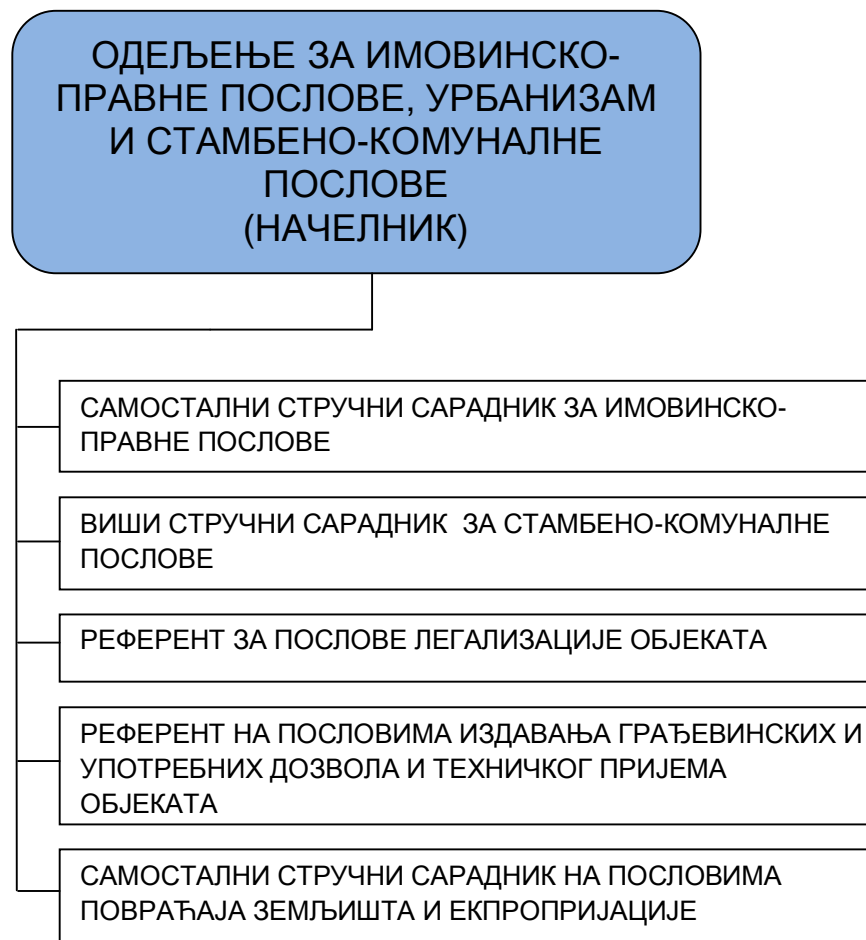 ОДЕЉЕЊЕ ЗА ИМОВИНСКО-
ПРАВНЕ ПОСЛОВЕ, УРБАНИЗАМ
И СТАМБЕНО-КОМУНАЛНЕ
ПОСЛОВЕ
(НАЧЕЛНИК)
САМОСТАЛНИ СТРУЧНИ САРАДНИК ЗА ИМОВИНСКО-
ПРАВНЕ ПОСЛОВЕ
ВИШИ СТРУЧНИ САРАДНИК ЗА СТАМБЕНО-КОМУНАЛНЕ
ПОСЛОВЕ
РЕФЕРЕНТ ЗА ПОСЛОВЕ ЛЕГАЛИЗАЦИЈЕ ОБЈЕКАТА
РЕФЕРЕНТ НА ПОСЛОВИМА ИЗДАВАЊА ГРАЂЕВИНСКИХ И
УПОТРЕБНИХ ДОЗВОЛА И ТЕХНИЧКОГ ПРИЈЕМА
ОБЈЕКАТА
САМОСТАЛНИ СТРУЧНИ САРАДНИК НА ПОСЛОВИМА
ПОВРАЋАЈА ЗЕМЉИШТА И ЕКПРОПРИЈАЦИЈЕ